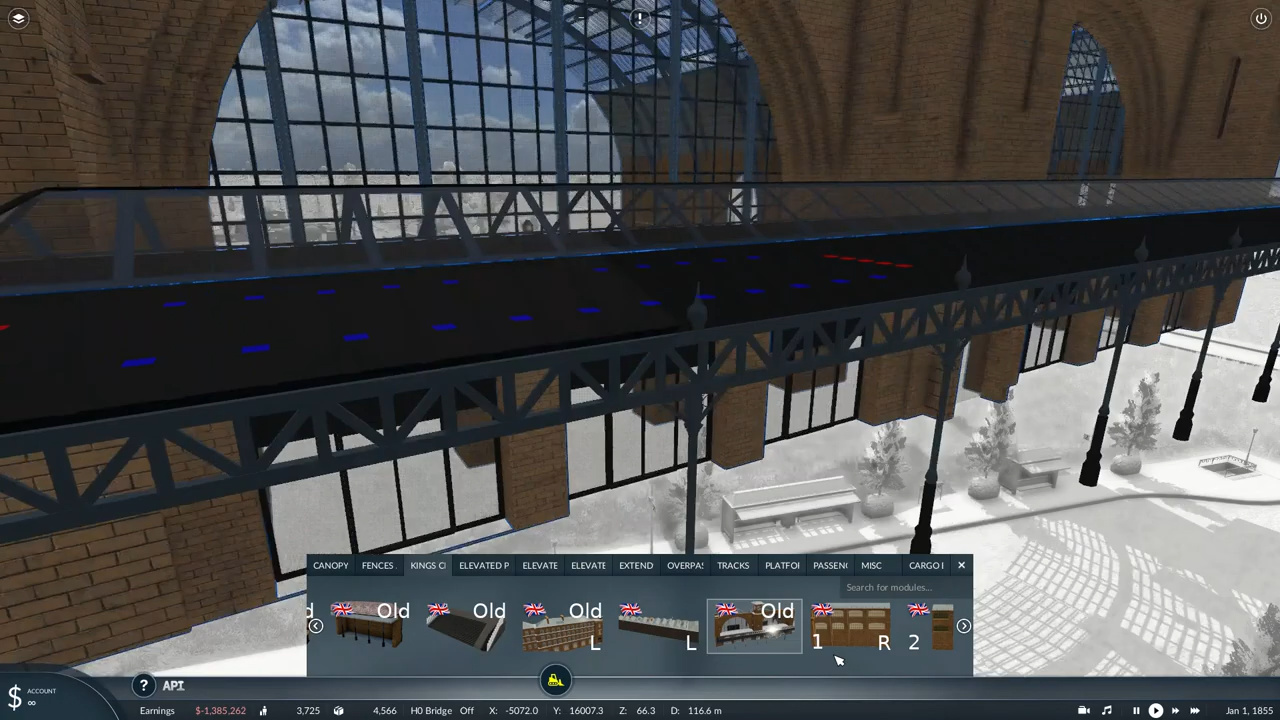 CANOPY FENCES KINGS C ELEVATED P ELEVATE ELEVATE EXTEND OVERPA TRACKS PLATFO PASSEN MISC CARGO I
Search for modules...
d Old Old Old L L Old 1 R 2
? API
$ ACCOUNT ∞
Earnings $-1,385,262 3,725 4,566 H0 Bridge Off X: -5072.0 Y: 16007.3 Z: 66.3 D: 116.6 m Jan 1, 1855